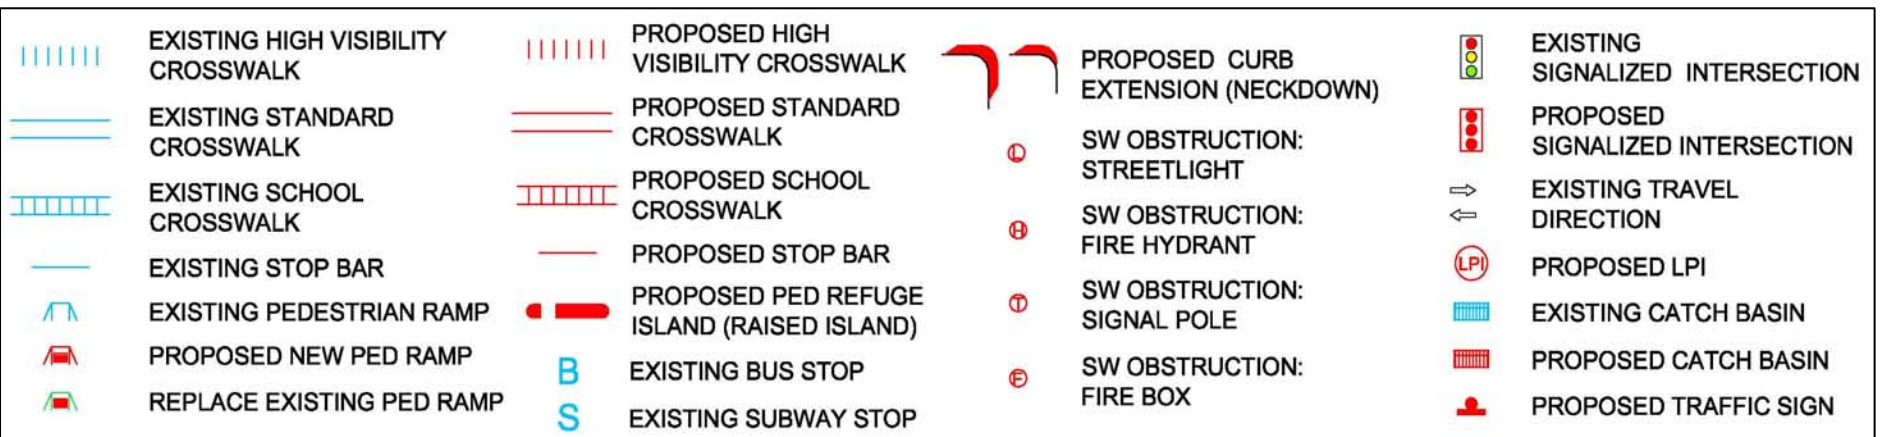 EXISTING HIGH VISIBILITY
CROSSWALK
EXISTING STANDARD
CROSSWALK
EXISTING SCHOOL
CROSSWALK
EXISTING STOP BAR
EXISTING PEDESTRIAN RAMP
PROPOSED NEW PED RAMP
REPLACE EXISTING PED RAMP
PROPOSED HIGH
VISIBILITY CROSSWALK
PROPOSED STANDARD
CROSSWALK
PROPOSED SCHOOL
CROSSWALK
PROPOSED STOP BAR
PROPOSED PED REFUGE
ISLAND (RAISED ISLAND)
B EXISTING BUS STOP
S EXISTING SUBWAY STOP
PROPOSED CURB
EXTENSION (NECKDOWN)
L SW OBSTRUCTION:
STREETLIGHT
H SW OBSTRUCTION:
FIRE HYDRANT
T SW OBSTRUCTION:
SIGNAL POLE
F SW OBSTRUCTION:
FIRE BOX
EXISTING
SIGNALIZED INTERSECTION
PROPOSED
SIGNALIZED INTERSECTION
EXISTING TRAVEL
DIRECTION
LPI PROPOSED LPI
EXISTING CATCH BASIN
PROPOSED CATCH BASIN
PROPOSED TRAFFIC SIGN